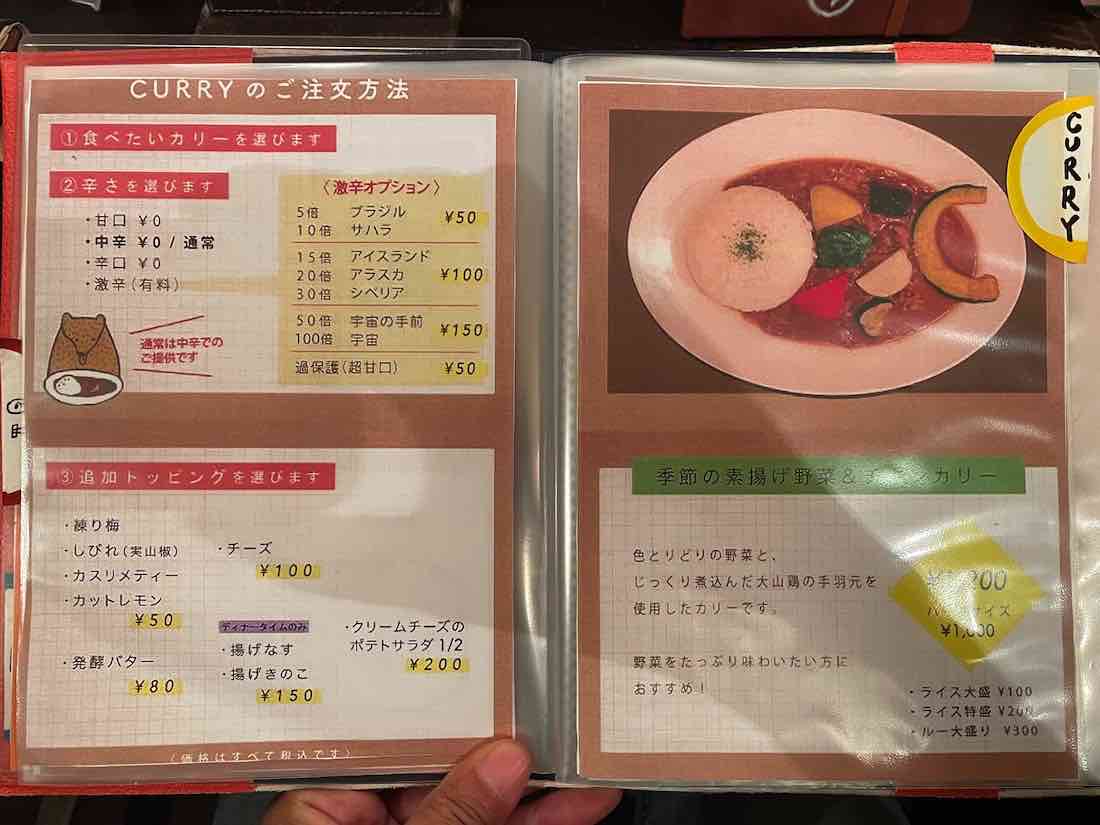 CURRYのご注文方法
①食べたいカリーを選びます
②辛さを選びます
・甘口 ¥0
・中辛 ¥0 / 通常
・辛口 ¥0
・激辛(有料)
通常は中辛での
ご提供です
〈激辛オプション〉
5倍 ブラジル ¥50
10倍 サハラ
15倍 アイスランド
20倍 アラスカ ¥100
30倍 シベリア
50倍 宇宙の手前 ¥150
100倍 宇宙
過保護(超甘口) ¥50
③追加トッピングを選びます
・練り梅
・しびれ(実山椒)
・カスリメティー
・カットレモン
¥50
・発酵バター
¥80
・チーズ
¥100
ディナータイムのみ
・揚げなす
・揚げきのこ
¥150
・クリームチーズの
ポテトサラダ 1/2
¥200
(価格はすべて税込です)
CURRY
季節の素揚げ野菜&チキンカリー
色とりどりの野菜と、
じっくり煮込んだ大山鶏の手羽元を
使用したカリーです。
野菜をたっぷり味わいたい方に
おすすめ!
サイズ
¥1,000
・ライス大盛 ¥100
・ライス特盛 ¥200
・ルー大盛り ¥300